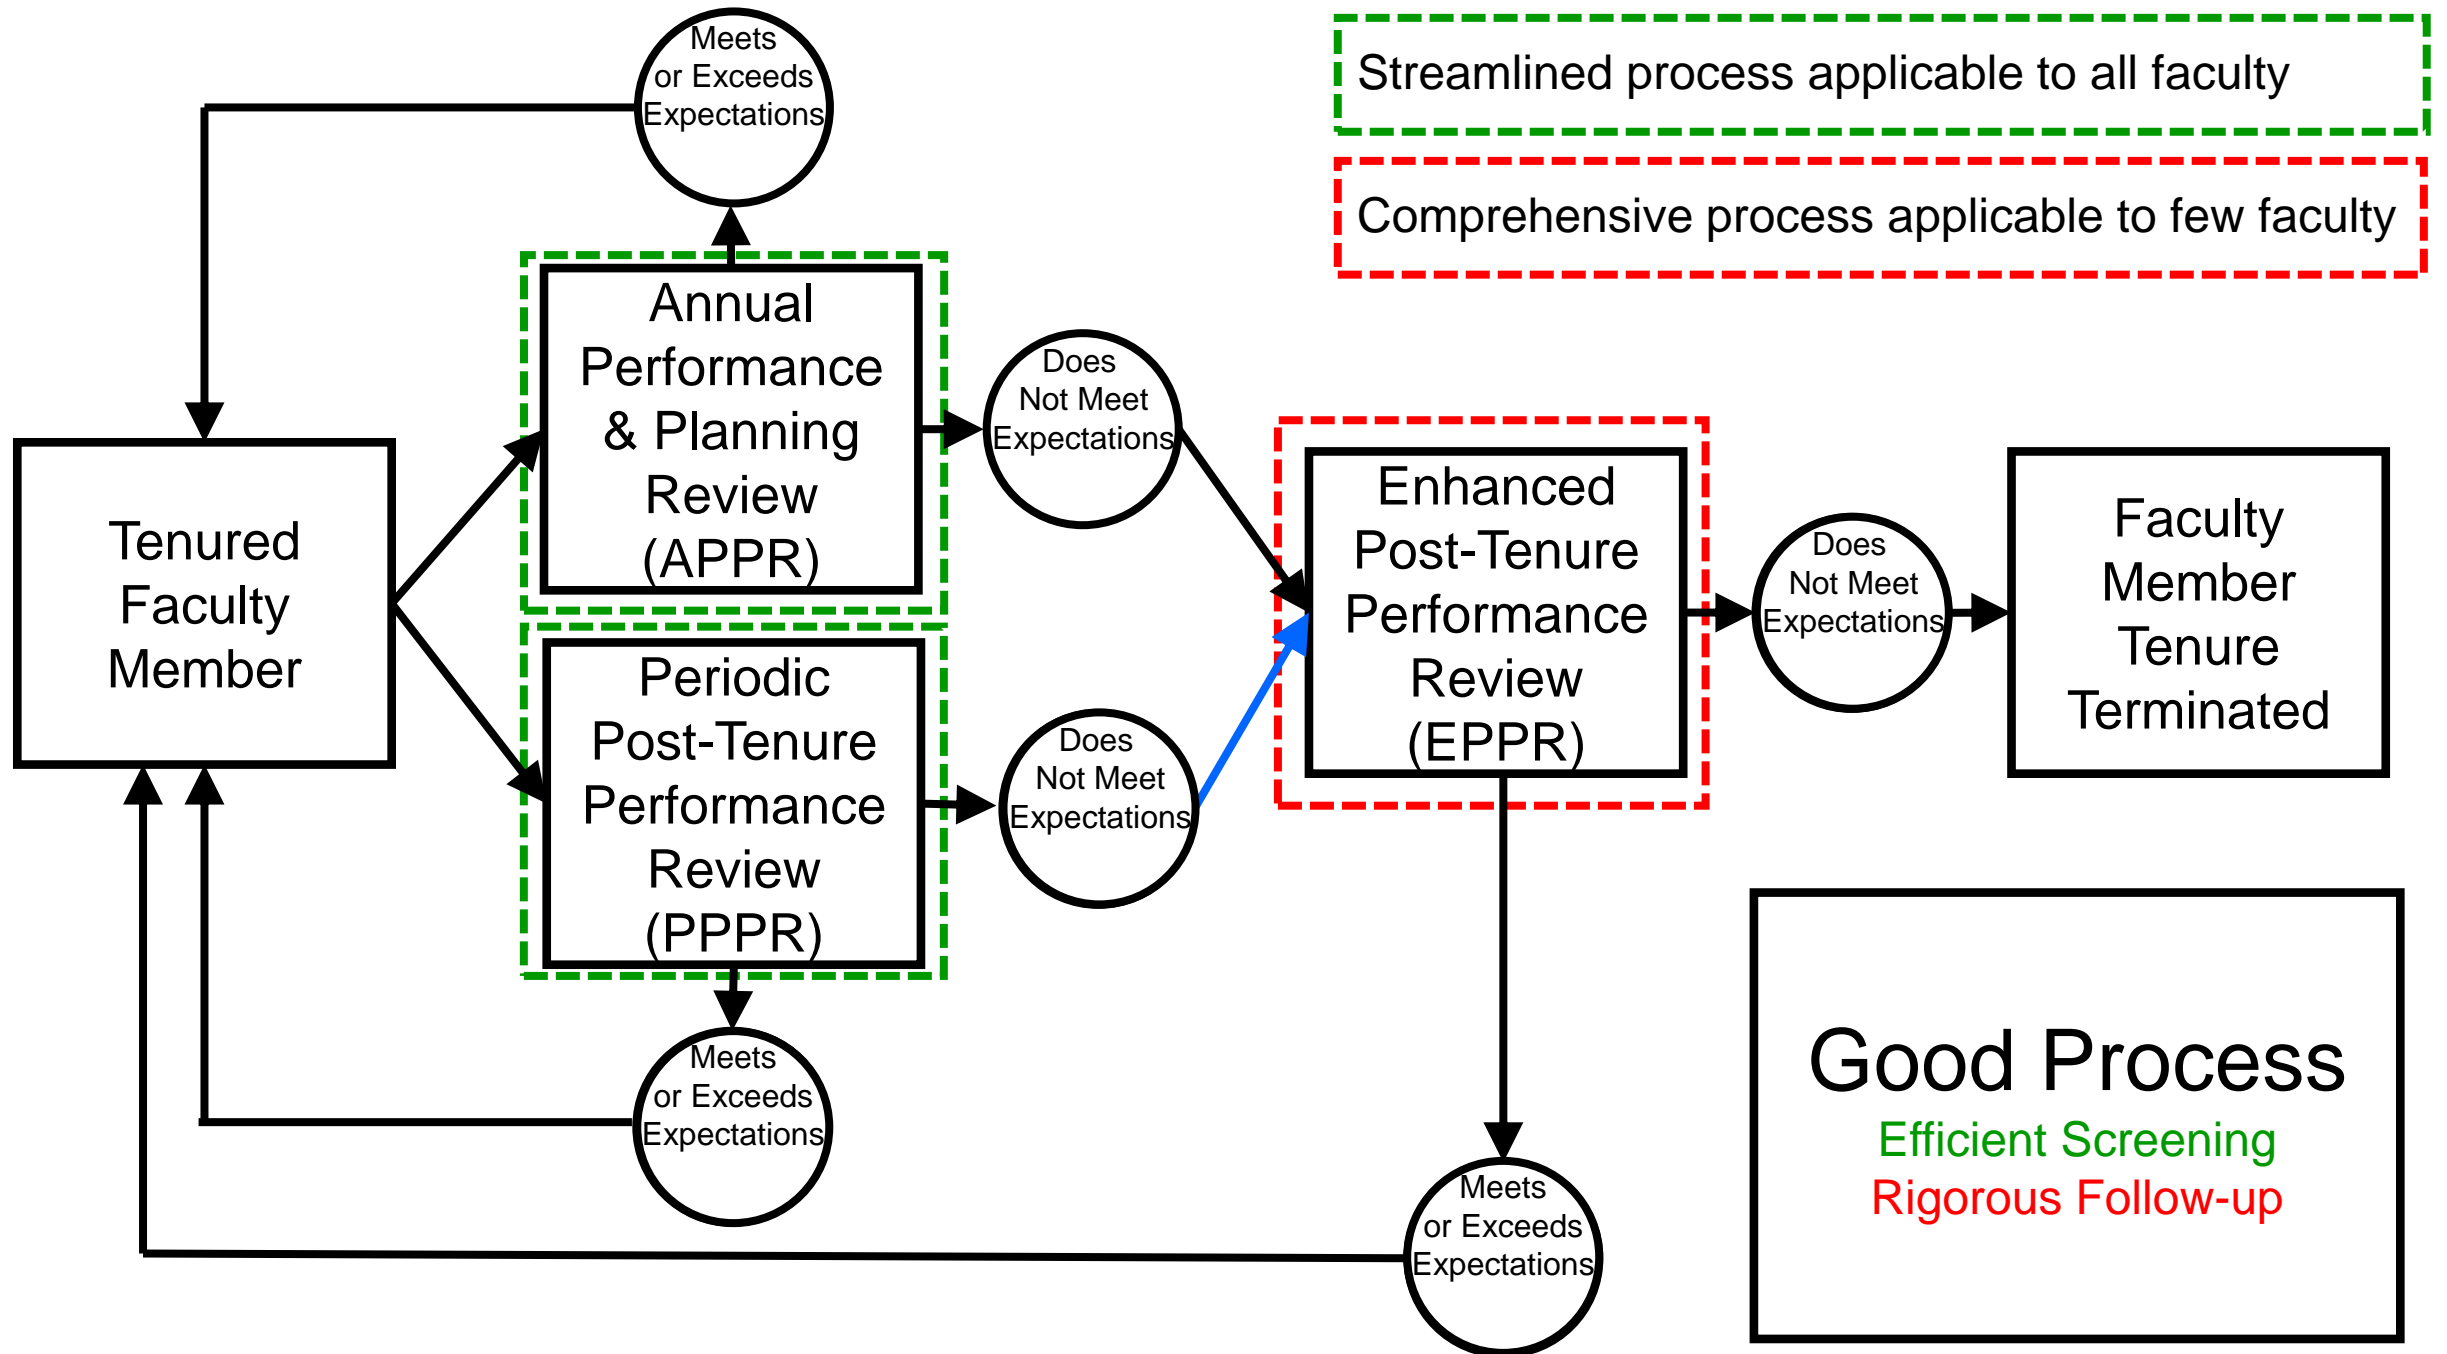 Meets
or Exceeds
Expectations
Streamlined process applicable to all faculty
Comprehensive process applicable to few faculty
Annual
Performance
& Planning
Review
(APPR)
Does
Not Meet
Expectations
Tenured
Faculty
Member
Enhanced
Post-Tenure
Performance
Review
(EPPR)
Does
Not Meet
Expectations
Faculty
Member
Tenure
Terminated
Periodic
Post-Tenure
Performance
Review
(PPPR)
Does
Not Meet
Expectations
Meets
or Exceeds
Expectations
Meets
or Exceeds
Expectations
Good Process
Efficient Screening
Rigorous Follow-up